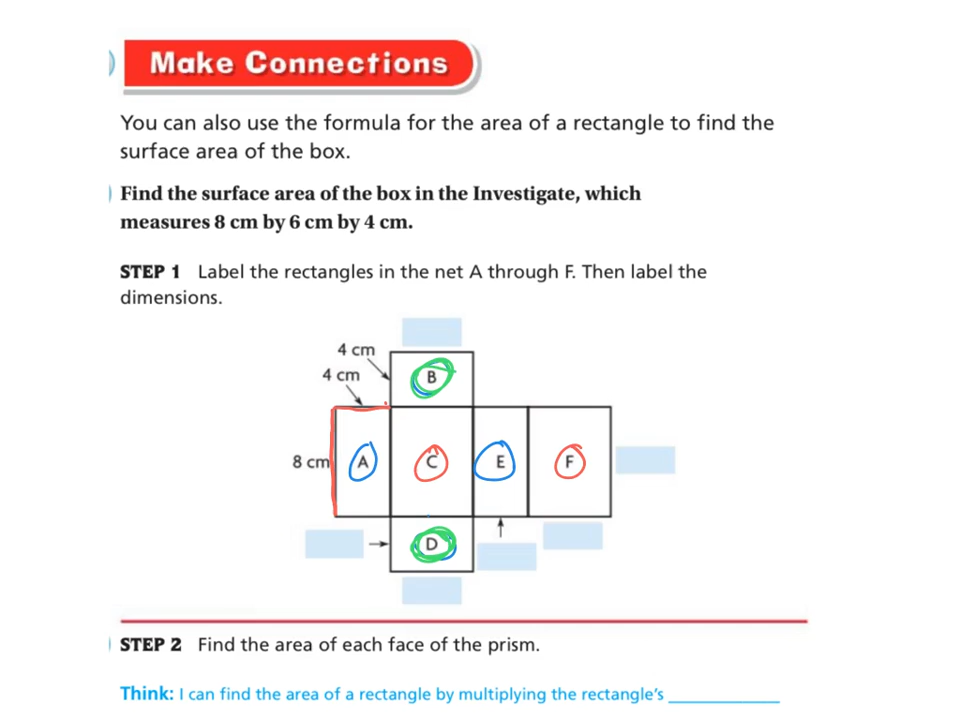 Make Connections
You can also use the formula for the area of a rectangle to find the
surface area of the box.
Find the surface area of the box in the Investigate, which
measures 8 cm by 6 cm by 4 cm.
STEP 1 Label the rectangles in the net A through F. Then label the
dimensions.
4 cm
4 cm
B
8 cm
A
C
E
F
D
STEP 2 Find the area of each face of the prism.
Think: I can find the area of a rectangle by multiplying the rectangle's ____________